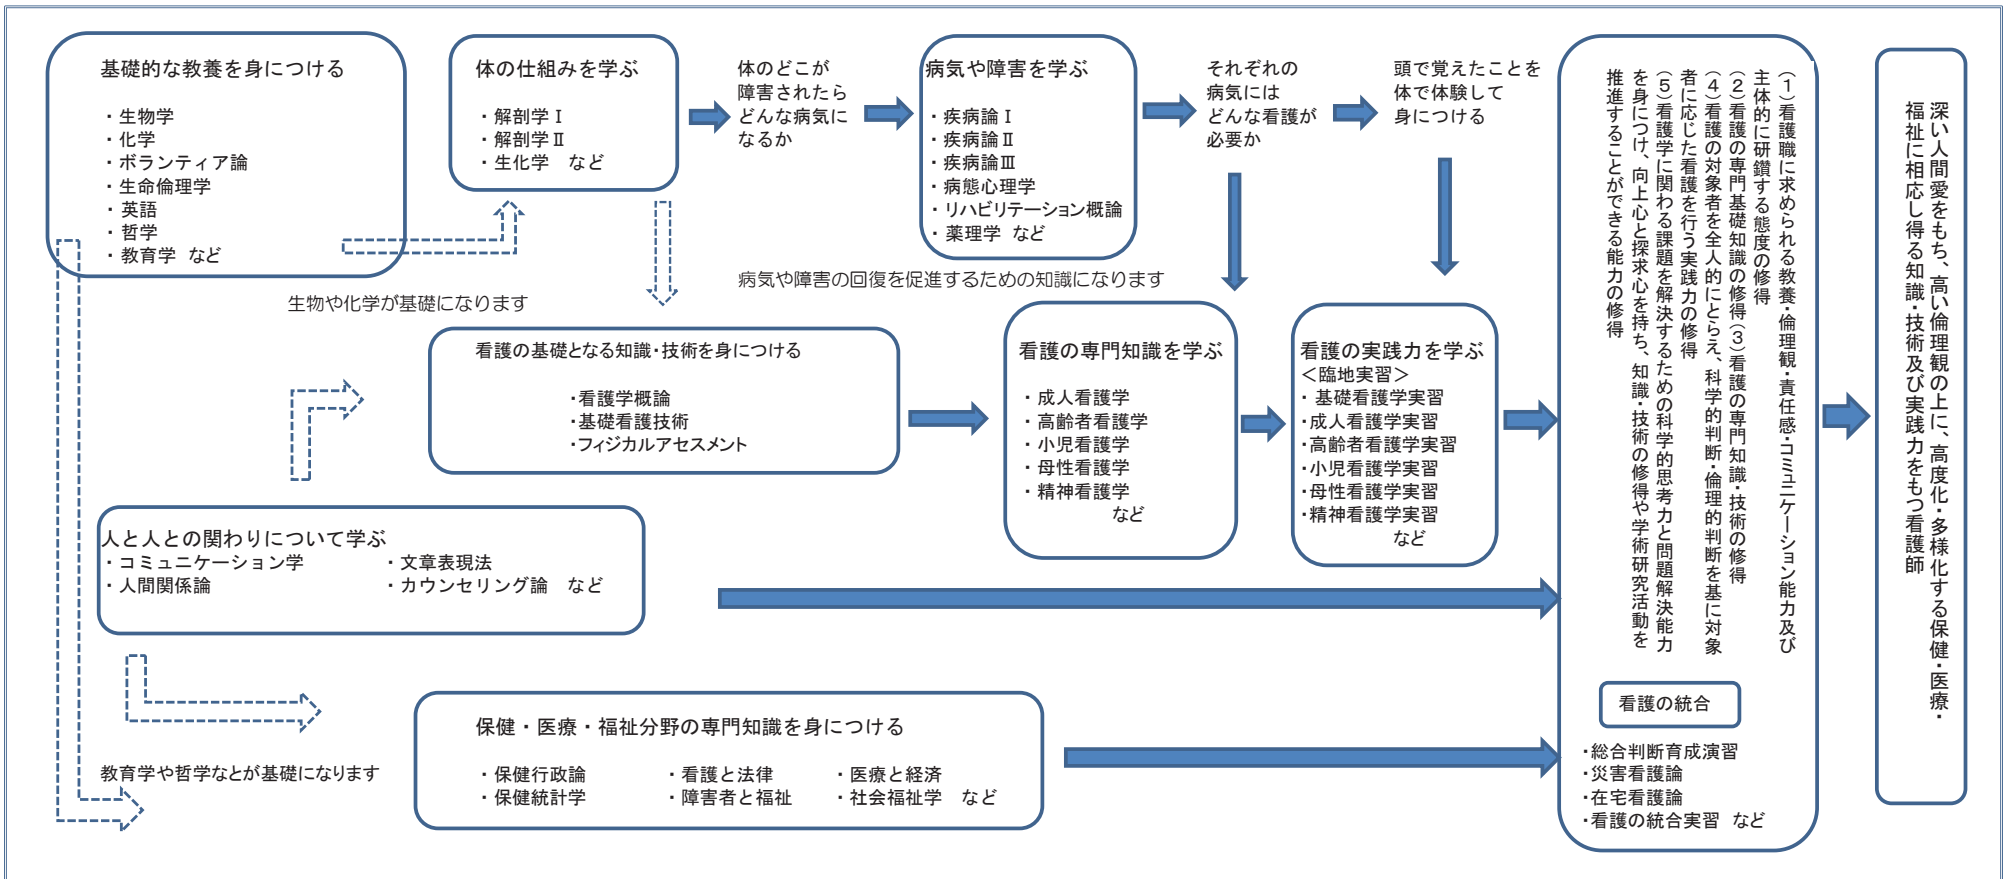 基礎的な教養を身につける
・生物学
・化学
・ボランティア論
・生命倫理学
・英語
・哲学
・教育学 など
体の仕組みを学ぶ
・解剖学Ⅰ
・解剖学Ⅱ
・生化学　など
体のどこが
障害されたら
どんな病気に
なるか
病気や障害を学ぶ
・疾病論Ⅰ
・疾病論Ⅱ
・疾病論Ⅲ
・病態心理学
・リハビリテーション概論
・薬理学 など
それぞれの
病気には
どんな看護が
必要か
頭で覚えたことを
体で体験して
身につける
生物や化学が基礎になります
病気や障害の回復を促進するための知識になります
看護の基礎となる知識・技術を身につける
・看護学概論
・基礎看護技術
・フィジカルアセスメント
看護の専門知識を学ぶ
・成人看護学
・高齢者看護学
・小児看護学
・母性看護学
・精神看護学
など
看護の実践力を学ぶ
＜臨地実習＞
・基礎看護学実習
・成人看護学実習
・高齢者看護学実習
・小児看護学実習
・母性看護学実習
・精神看護学実習
など
人と人との関わりについて学ぶ
・コミュニケーション学　・文章表現法
・人間関係論　・カウンセリング論　など
保健・医療・福祉分野の専門知識を身につける
・保健行政論　・看護と法律　・医療と経済
・保健統計学　・障害者と福祉　・社会福祉学　など
教育学や哲学なとが基礎になります
（1）看護職に求められる教養・倫理観・責任感・コミュニケーション能力及び
主体的に研鑽する態度の修得
（2）看護の専門基礎知識の修得（3）看護の専門知識・技術の修得
（4）看護の対象者を全人的にとらえ、科学的判断・倫理的判断を基に対象
者に応じた看護を行う実践力の修得
（5）看護学に関わる課題を解決するための科学的思考力と問題解決能力
を身につけ、向上心と探求心を持ち、知識・技術の修得や学術研究活動を
推進することができる能力の修得
看護の統合
・総合判断育成演習
・災害看護論
・在宅看護論
・看護の統合実習 など
深い人間愛をもち、高い倫理観の上に、高度化・多様化する保健・医療・
福祉に相応し得る知識・技術及び実践力をもつ看護師